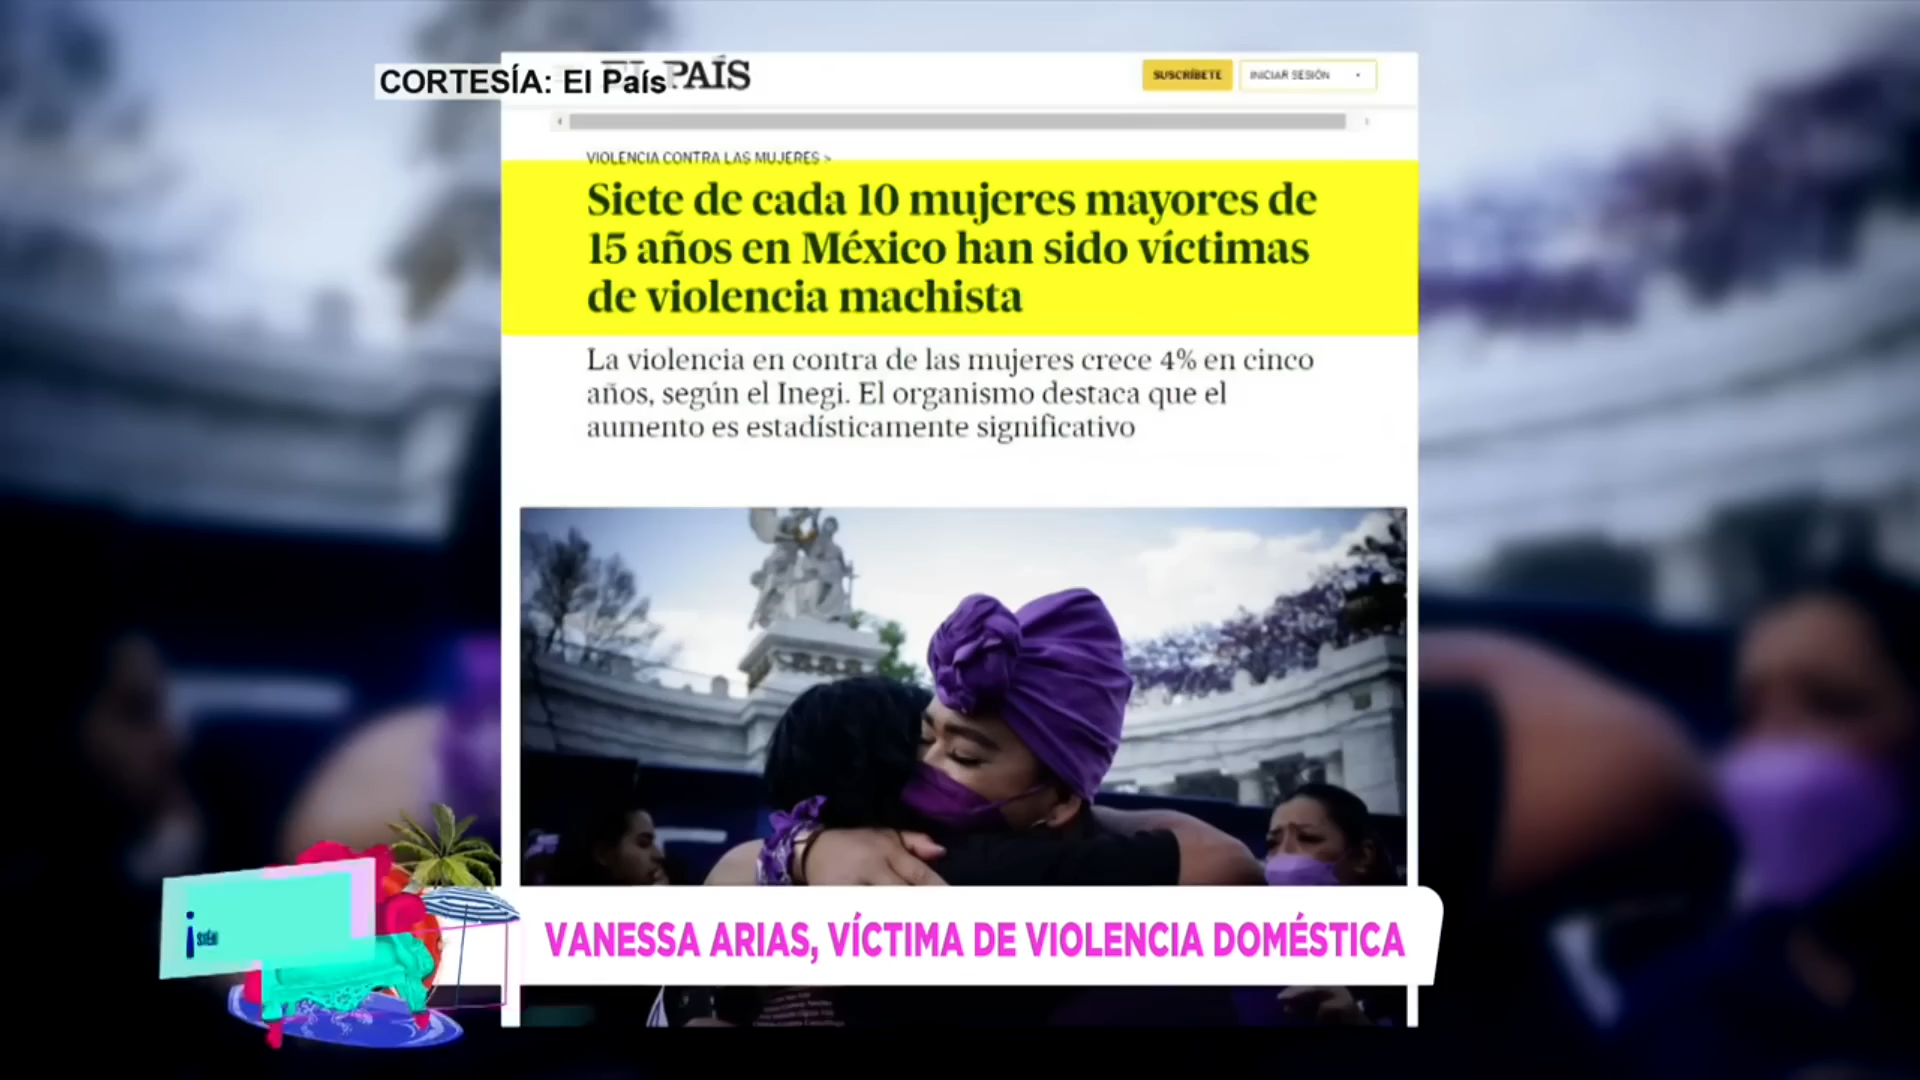 CORTESÍA: El País
EL PAÍS
SUSCRÍBETE
INICIAR SESIÓN
VIOLENCIA CONTRA LAS MUJERES >
Siete de cada 10 mujeres mayores de
15 años en México han sido víctimas
de violencia machista
La violencia en contra de las mujeres crece 4% en cinco
años, según el Inegi. El organismo destaca que el
aumento es estadísticamente significativo
VANESSA ARIAS, VÍCTIMA DE VIOLENCIA DOMÉSTICA